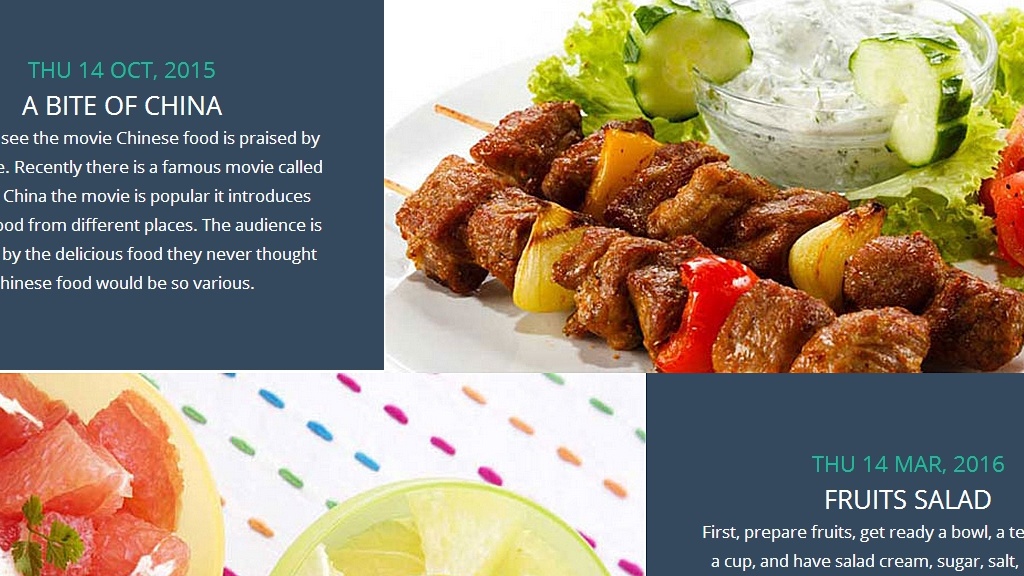 THU 14 OCT, 2015
A BITE OF CHINA
see the movie Chinese food is praised by
Recently there is a famous movie called
China the movie is popular it introduces
from different places. The audience is
by the delicious food they never thought
food would be so various.
THU 14 MAR, 2016
FRUITS SALAD
First, prepare fruits, get ready a bowl, a
a cup, and have salad cream, sugar, salt,